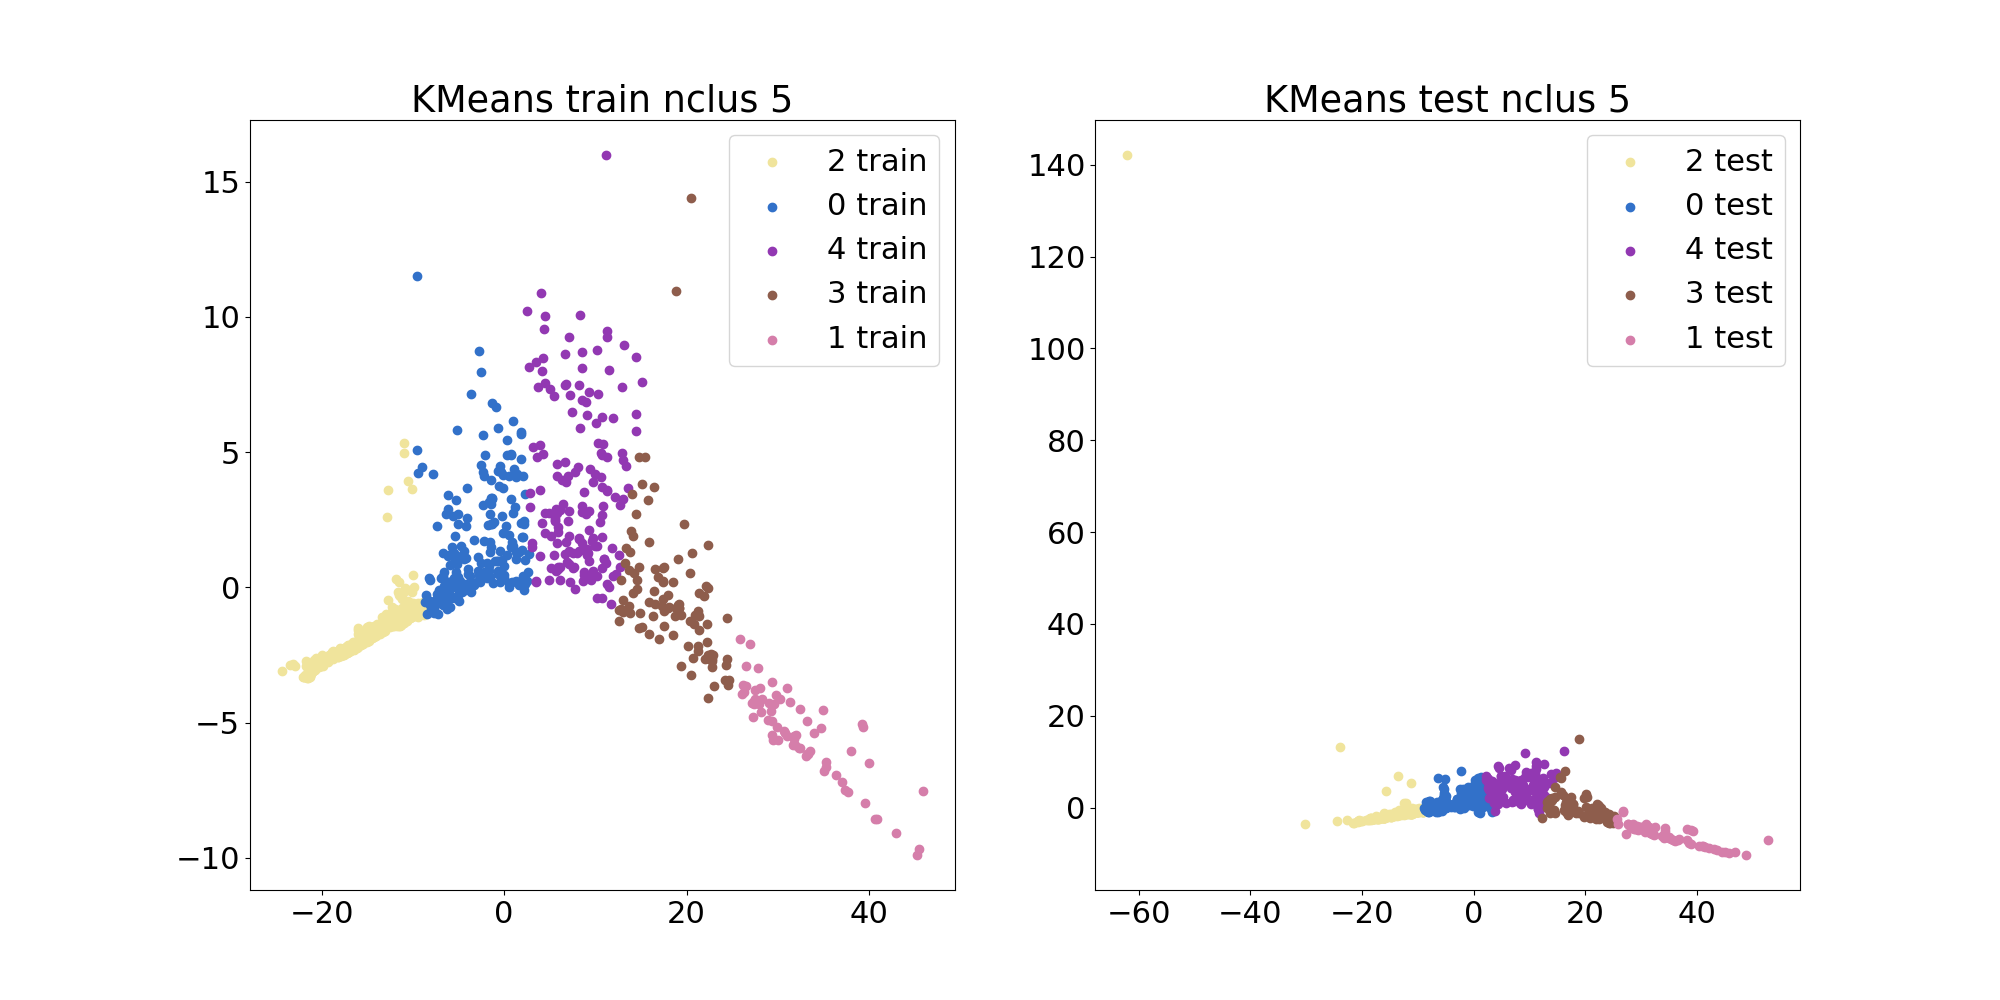 KMeans train nclus 5
15
10
5
0
−5
−10
−20
0
20
40
2 train
0 train
4 train
3 train
1 train
KMeans test nclus 5
140
120
100
80
60
40
20
0
−60
−40
−20
0
20
40
2 test
0 test
4 test
3 test
1 test